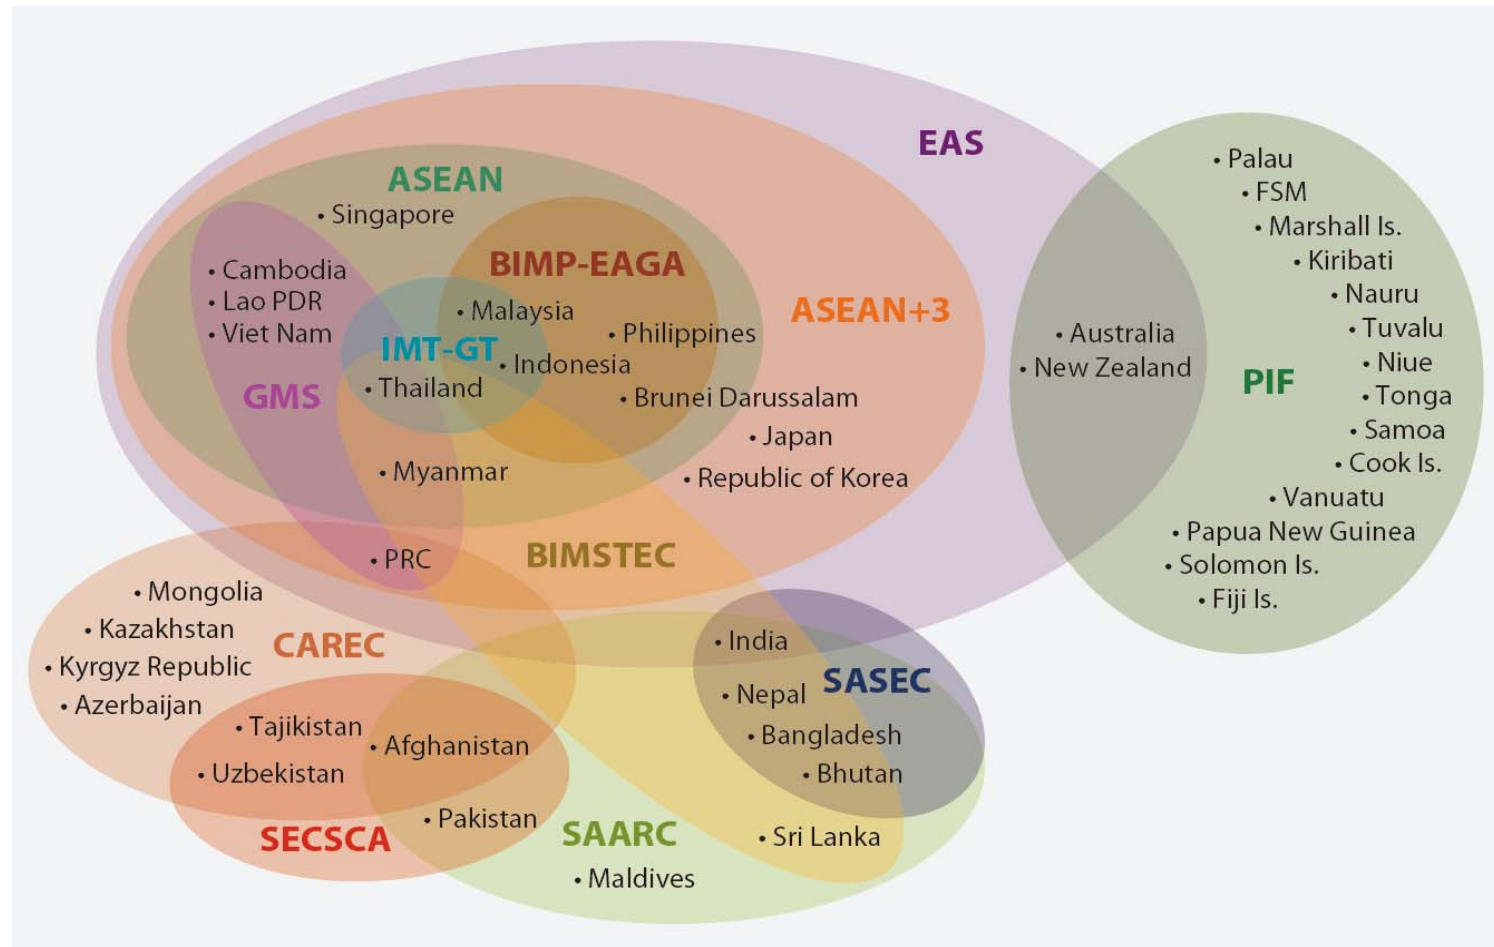 EAS
ASEAN
• Singapore
BIMP-EAGA
• Cambodia
• Lao PDR
• Viet Nam
• Malaysia
• Philippines
IMT-GT
• Indonesia
• Thailand
GMS
• Brunei Darussalam
ASEAN+3
• Japan
• Republic of Korea
• Myanmar
• PRC
BIMSTEC
• Australia
• New Zealand
PIF
• Palau
• FSM
• Marshall Is.
• Kiribati
• Nauru
• Tuvalu
• Niue
• Tonga
• Samoa
• Cook Is.
• Vanuatu
• Papua New Guinea
• Solomon Is.
• Fiji Is.
• Mongolia
• Kazakhstan
• Kyrgyz Republic
• Azerbaijan
CAREC
• Tajikistan
• Uzbekistan
• Afghanistan
• Pakistan
SECSCA
SAARC
• Maldives
• India
• Nepal
SASEC
• Bangladesh
• Bhutan
• Sri Lanka